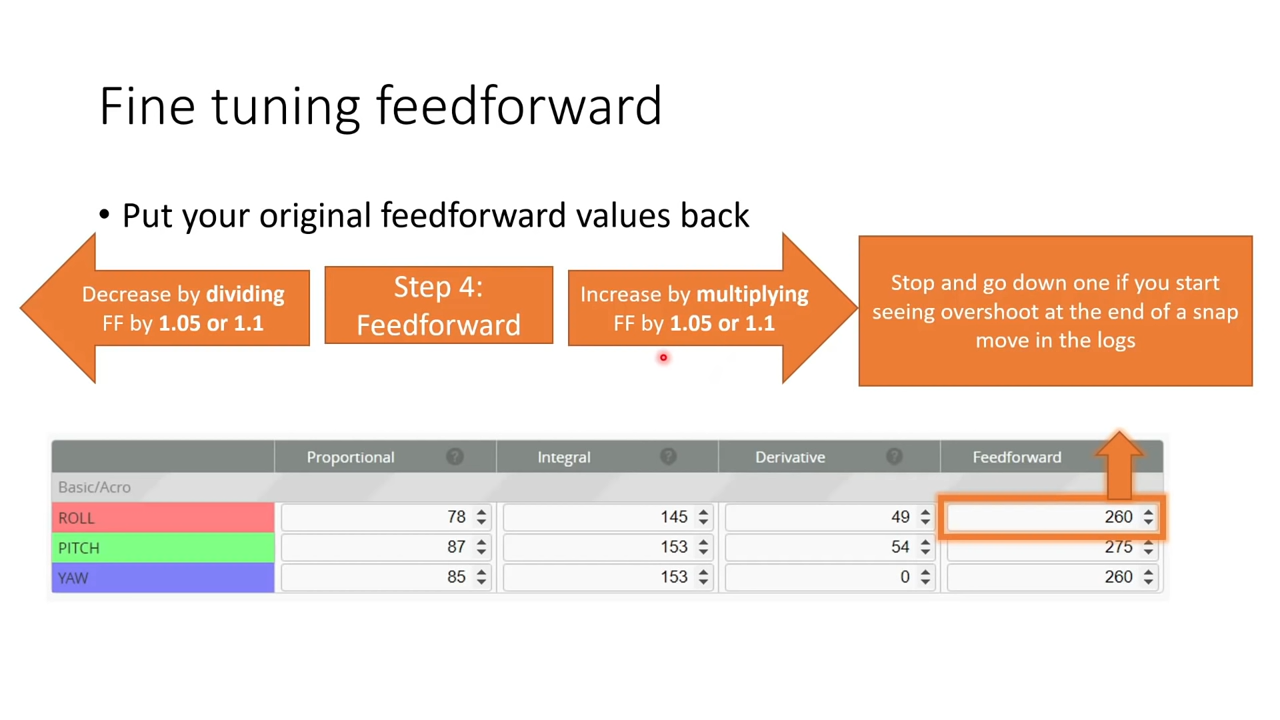 Fine tuning feedforward
• Put your original feedforward values back
Decrease by dividing
FF by 1.05 or 1.1
Step 4:
Feedforward
Increase by multiplying
FF by 1.05 or 1.1
Stop and go down one if you start
seeing overshoot at the end of a snap
move in the logs
Proportional ? Integral ? Derivative ? Feedforward
Basic/Acro
ROLL 78 145 49 260
PITCH 87 153 54 275
YAW 85 153 0 260